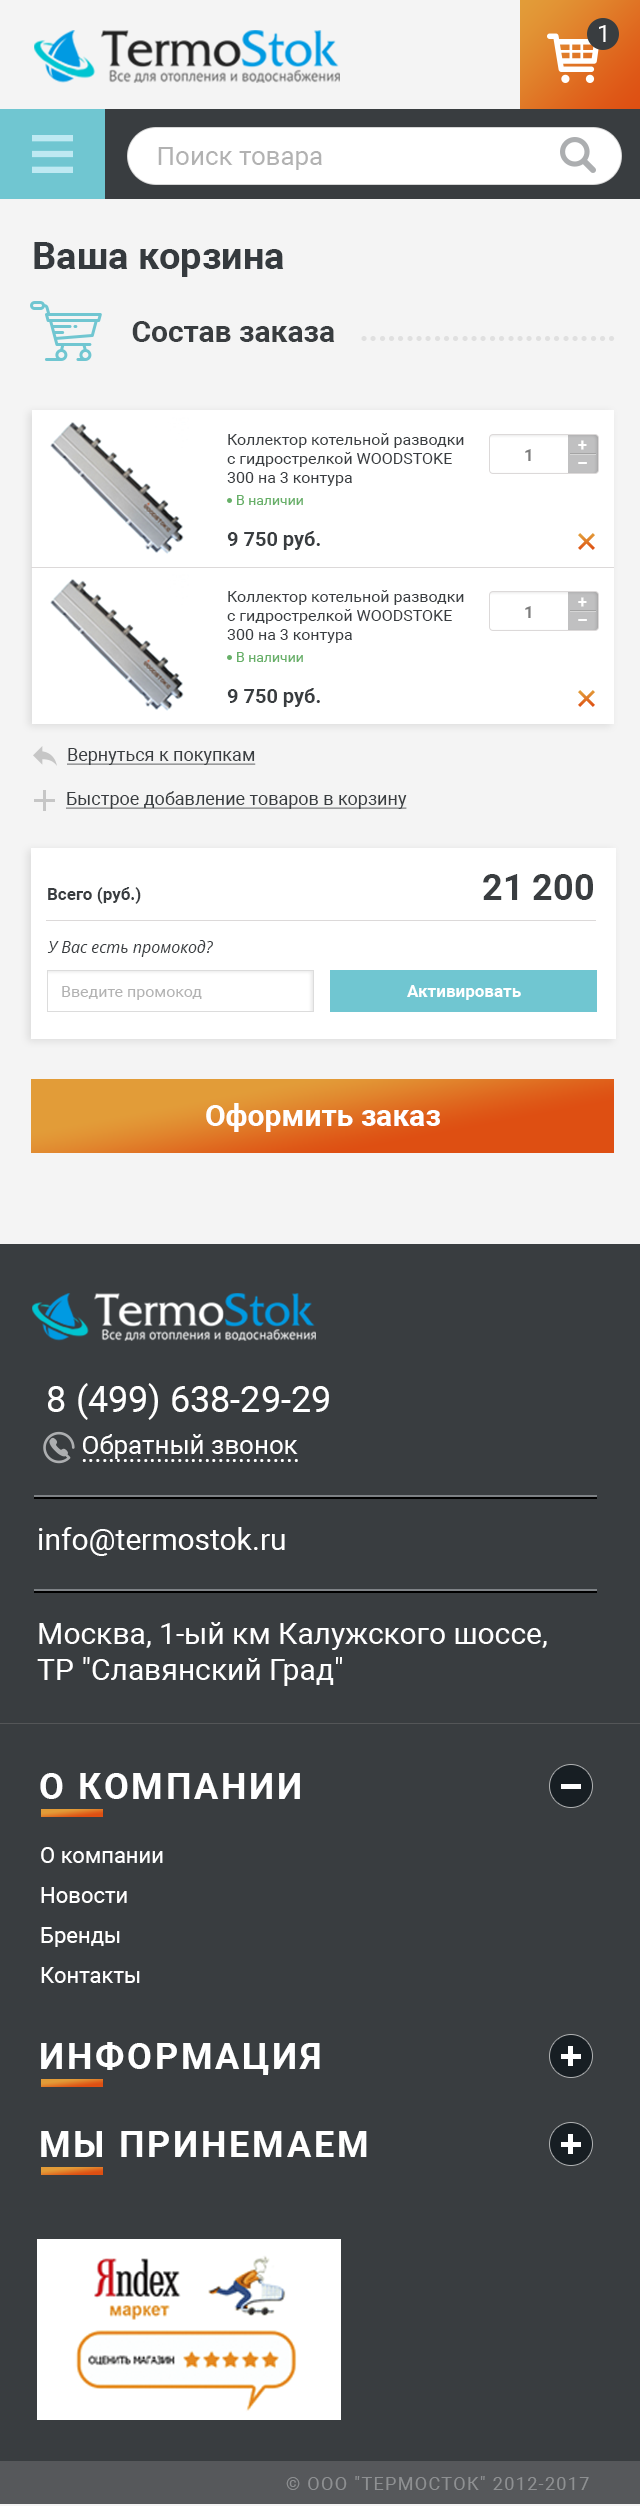 TermoStok
Все для отопления и водоснабжения
1
Поиск товара
Ваша корзина
Состав заказа
Коллектор котельной разводки
с гидрострелкой WOODSTOKE
300 на 3 контура
В наличии
9 750 руб.
1
+
−
WOODSTOKE
Коллектор котельной разводки
с гидрострелкой WOODSTOKE
300 на 3 контура
В наличии
9 750 руб.
1
+
−
WOODSTOKE
Вернуться к покупкам
Быстрое добавление товаров в корзину
Всего (руб.)
21 200
У Вас есть промокод?
Введите промокод
Активировать
Оформить заказ
TermoStok
Все для отопления и водоснабжения
8 (499) 638-29-29
Обратный звонок
info@termostok.ru
Москва, 1-ый км Калужского шоссе,
ТР "Славянский Град"
О КОМПАНИИ
О компании
Новости
Бренды
Контакты
ИНФОРМАЦИЯ
МЫ ПРИНЕМАЕМ
Яndex
маркет
ОЦЕНИТЬ МАГАЗИН
© ООО "ТЕРМОСТОК" 2012-2017